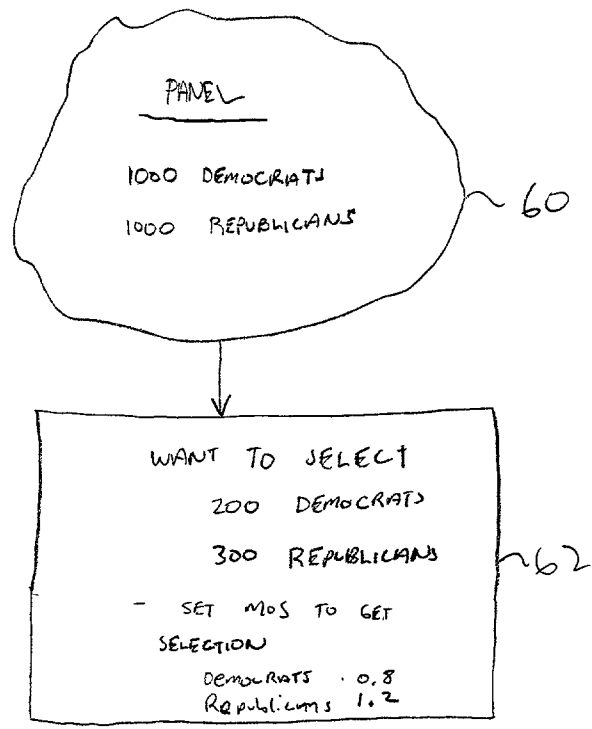 PANEL
1000 DEMOCRATS
1000 REPUBLICANS
60
WANT TO SELECT
200 DEMOCRATS
300 REPUBLICANS
62
- SET MOS TO GET
SELECTION
DEMOCRATS . 0.8
Republicans 1.2